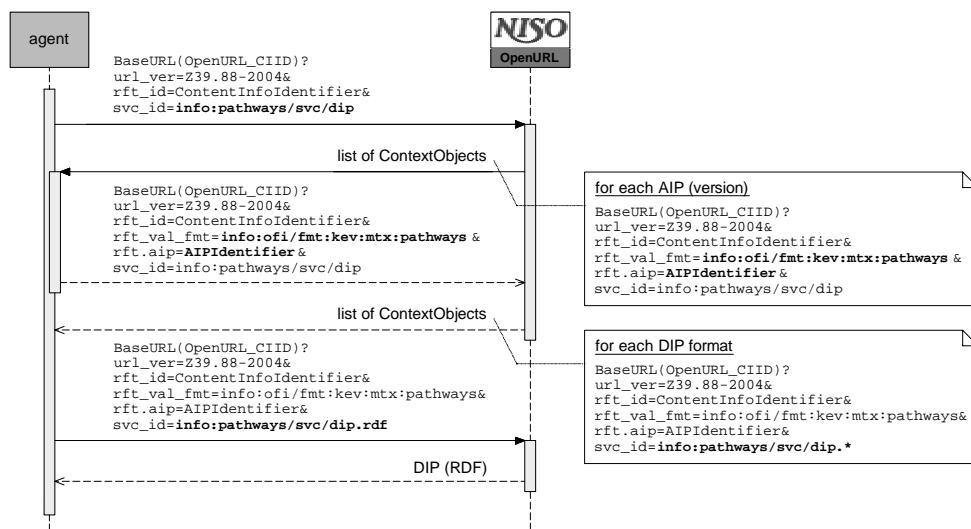 agent
NISO
OpenURL
BaseURL(OpenURL_CIID)?
url_ver=Z39.88-2004&
rft_id=ContentInfoIdentifier&
svc_id=info:pathways/svc/dip
list of ContextObjects
BaseURL(OpenURL_CIID)?
url_ver=Z39.88-2004&
rft_id=ContentInfoIdentifier&
rft_val_fmt=info:ofi/fmt:kev:mtx:pathways &
rft.aip=AIPIdentifier &
svc_id=info:pathways/svc/dip
for each AIP (version)
BaseURL(OpenURL_CIID)?
url_ver=Z39.88-2004&
rft_id=ContentInfoIdentifier&
rft_val_fmt=info:ofi/fmt:kev:mtx:pathways &
rft.aip=AIPIdentifier &
svc_id=info:pathways/svc/dip
list of ContextObjects
BaseURL(OpenURL_CIID)?
url_ver=Z39.88-2004&
rft_id=ContentInfoIdentifier&
rft_val_fmt=info:ofi/fmt:kev:mtx:pathways&
rft.aip=AIPIdentifier&
svc_id=info:pathways/svc/dip.rdf
for each DIP format
BaseURL(OpenURL_CIID)?
url_ver=Z39.88-2004&
rft_id=ContentInfoIdentifier&
rft_val_fmt=info:ofi/fmt:kev:mtx:pathways&
rft.aip=AIPIdentifier&
svc_id=info:pathways/svc/dip.*
DIP (RDF)